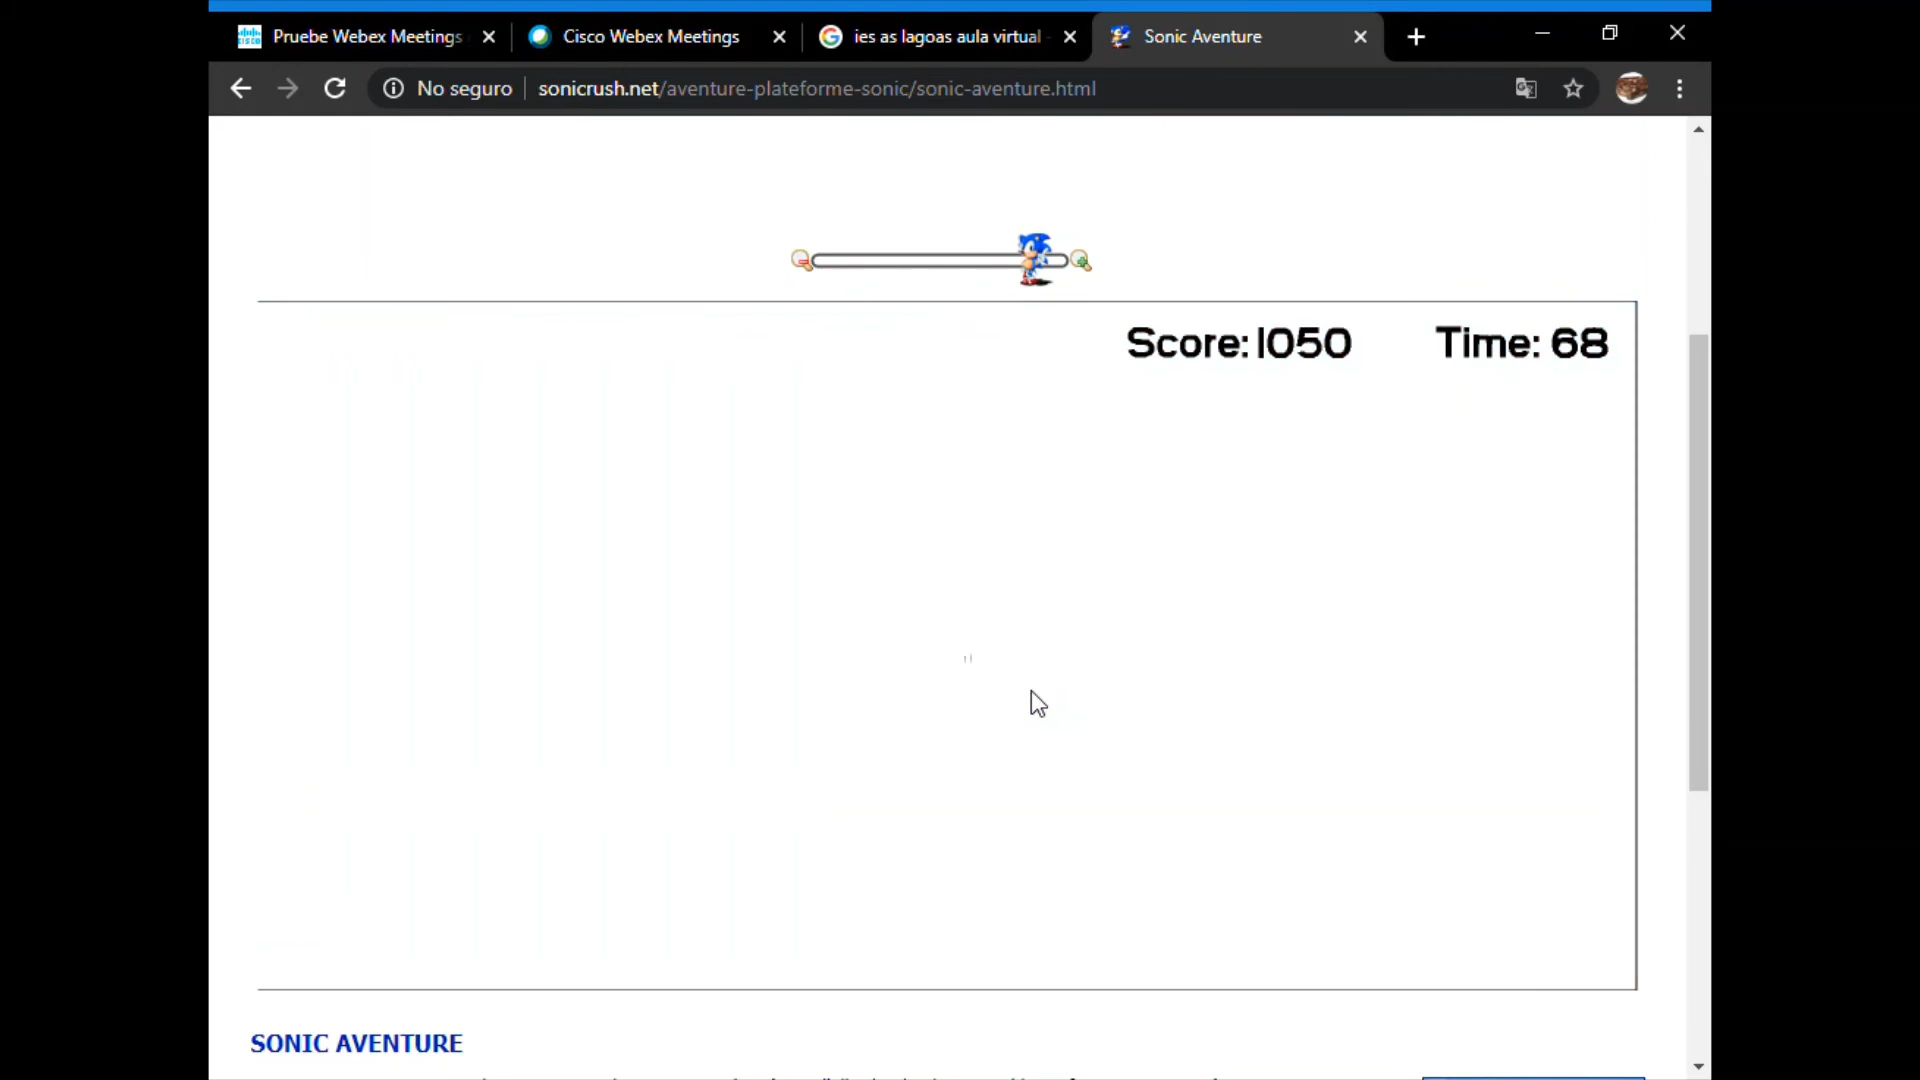 Pruebe Webex Meetings
Cisco Webex Meetings
ies as lagoas aula virtual
Sonic Aventure
No seguro
sonicrush.net/aventure-plateforme-sonic/sonic-aventure.html
Score:1050
Time: 68
SONIC AVENTURE